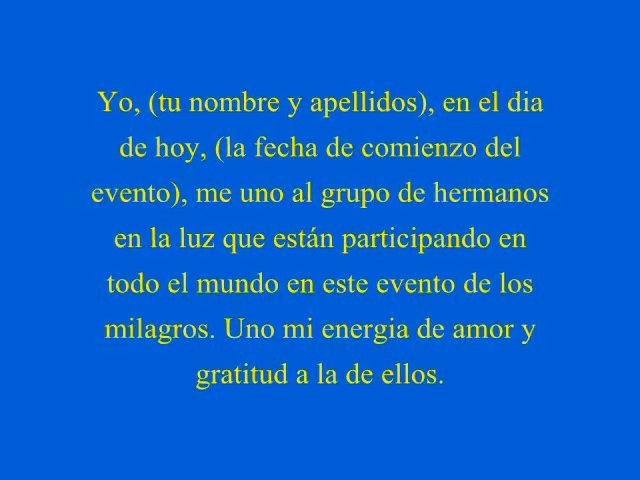 Yo, (tu nombre y apellidos), en el dia
de hoy, (la fecha de comienzo del
evento), me uno al grupo de hermanos
en la luz que están participando en
todo el mundo en este evento de los
milagros. Uno mi energia de amor y
gratitud a la de ellos.